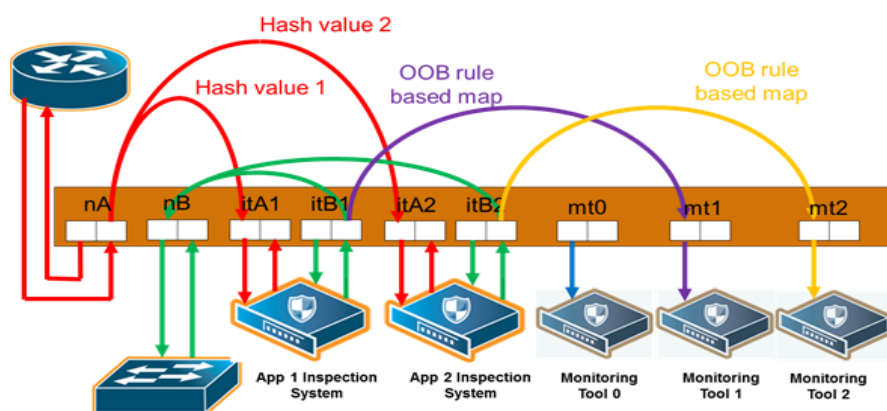 Hash value 2
Hash value 1
OOB rule
based map
OOB rule
based map
nA
nB
itA1
itB1
itA2
itB2
mt0
mt1
mt2
App 1 Inspection
System
App 2 Inspection
System
Monitoring
Tool 0
Monitoring
Tool 1
Monitoring
Tool 2